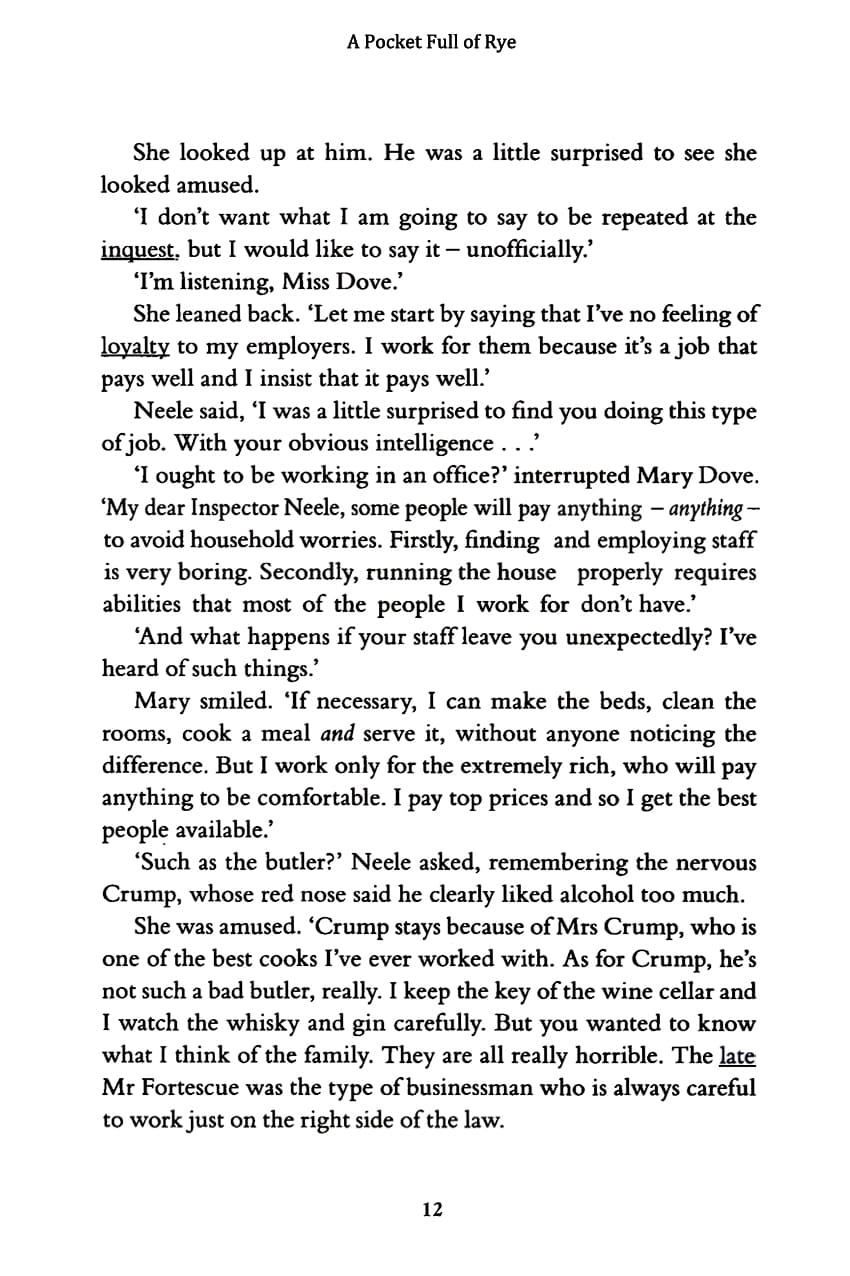 A Pocket Full of Rye
She looked up at him. He was a little surprised to see she
looked amused.
‘I don’t want what I am going to say to be repeated at the
inquest, but I would like to say it – unofficially.’
‘I’m listening, Miss Dove.’
She leaned back. ‘Let me start by saying that I’ve no feeling of
loyalty to my employers. I work for them because it’s a job that
pays well and I insist that it pays well.’
Neele said, ‘I was a little surprised to find you doing this type
of job. With your obvious intelligence . . .’
‘I ought to be working in an office?’ interrupted Mary Dove.
‘My dear Inspector Neele, some people will pay anything – anything –
to avoid household worries. Firstly, finding and employing staff
is very boring. Secondly, running the house properly requires
abilities that most of the people I work for don’t have.’
‘And what happens if your staff leave you unexpectedly? I’ve
heard of such things.’
Mary smiled. ‘If necessary, I can make the beds, clean the
rooms, cook a meal and serve it, without anyone noticing the
difference. But I work only for the extremely rich, who will pay
anything to be comfortable. I pay top prices and so I get the best
people available.’
‘Such as the butler?’ Neele asked, remembering the nervous
Crump, whose red nose said he clearly liked alcohol too much.
She was amused. ‘Crump stays because of Mrs Crump, who is
one of the best cooks I’ve ever worked with. As for Crump, he’s
not such a bad butler, really. I keep the key of the wine cellar and
I watch the whisky and gin carefully. But you wanted to know
what I think of the family. They are all really horrible. The late
Mr Fortescue was the type of businessman who is always careful
to work just on the right side of the law.
12